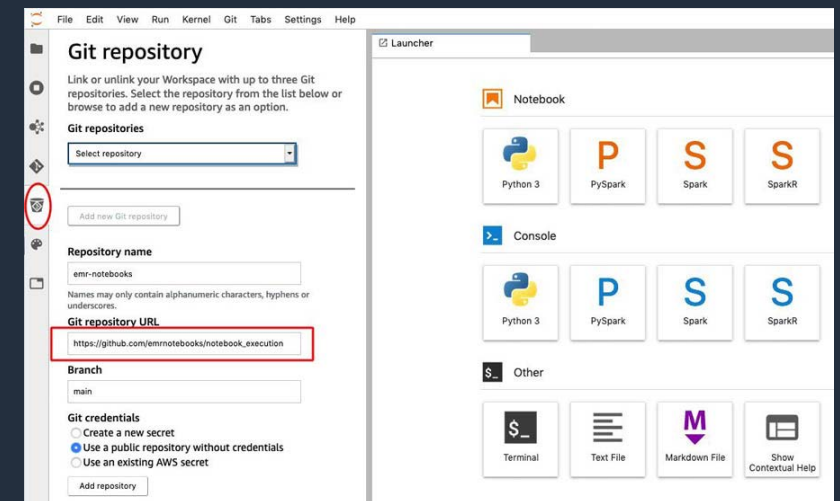 File Edit View Run Kernel Git Tabs Settings Help
Git repository
Link or unlink your Workspace with up to three Git
repositories. Select the repository from the list below or
browse to add a new repository as an option.
Git repositories
Select repository
Add new Git repository
Repository name
emr-notebooks
Names may only contain alphanumeric characters, hyphens or
underscores.
Git repository URL
https://github.com/emrnotebooks/notebook_execution
Branch
main
Git credentials
Create a new secret
Use a public repository without credentials
Use an existing AWS secret
Add repository
Launcher
Notebook
Python 3
P
PySpark
S
Spark
S
SparkR
>_ Console
Python 3
P
PySpark
S
Spark
S
SparkR
$_ Other
$_
Terminal
Text File
M
Markdown File
Show
Contextual Help